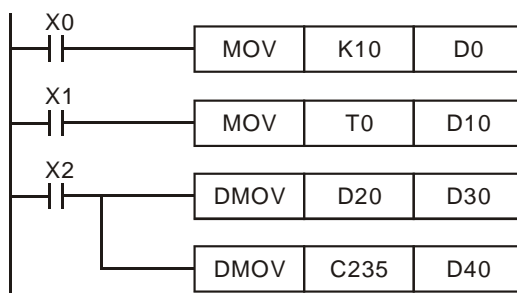 X0
MOV K10 D0
X1
MOV T0 D10
X2
DMOV D20 D30
DMOV C235 D40